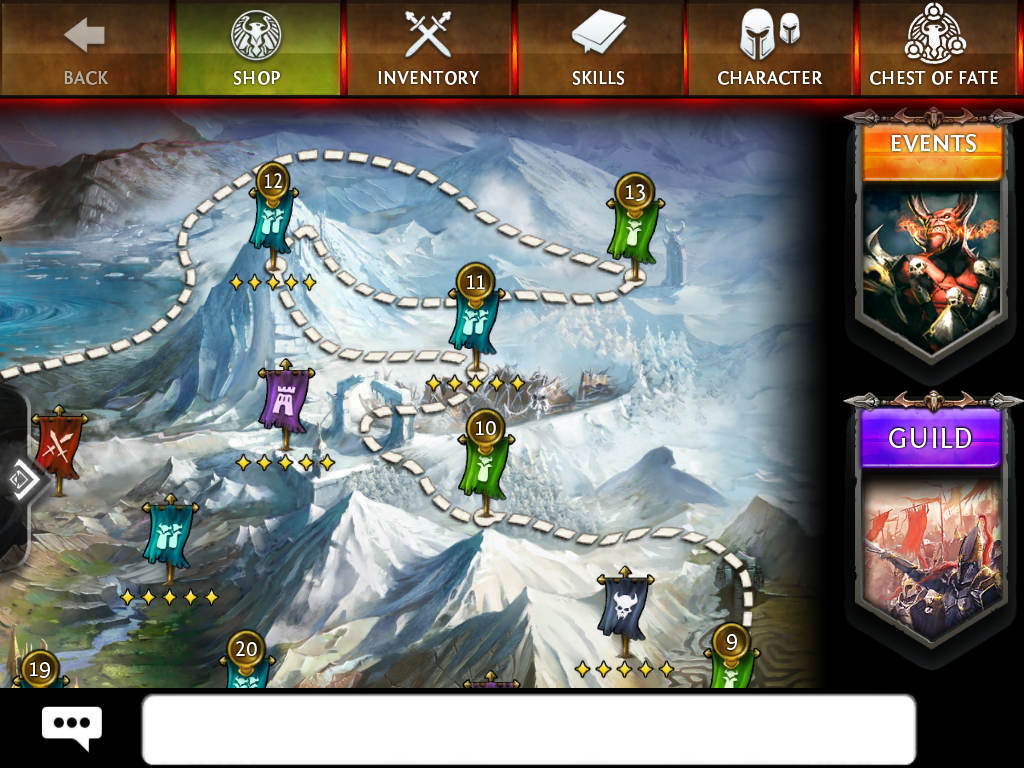 BACK
SHOP
INVENTORY
SKILLS
CHARACTER
CHEST OF FATE
EVENTS
12
13
11
GUILD
10
9
20
19